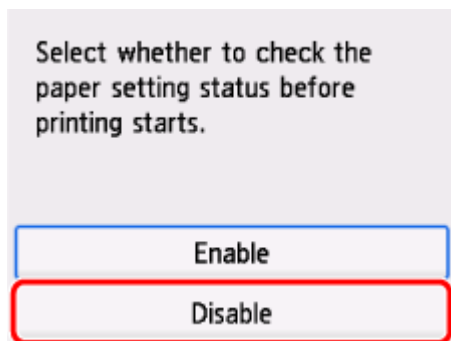 Select whether to check the
paper setting status before
printing starts.
Enable
Disable